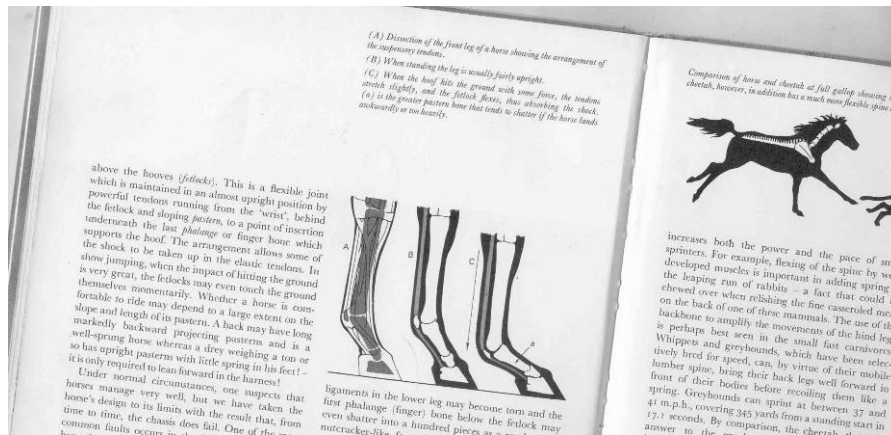 (A) Dissection of the front leg of a horse showing the arrangement of
the suspensory tendons.
(B) When standing the leg is usually fairly upright.
(C) When the hoof hits the ground with some force, the tendons
stretch slightly, and the fetlock flexes, thus absorbing the shock.
(a) is the greater pastern bone that tends to shatter if the horse lands
awkwardly or too heavily.
above the hooves (fetlocks). This is a flexible joint
which is maintained in an almost upright position by
powerful tendons running from the 'wrist', behind
the fetlock and sloping pastern, to a point of insertion
underneath the last phalange or finger bone which
supports the hoof. The arrangement allows some of
the shock to be taken up in the elastic tendons. In
show jumping, when the impact of hitting the ground
is very great, the fetlocks may even touch the ground
themselves momentarily. Whether a horse is com-
fortable to ride may depend to a large extent on the
slope and length of its pastern. A hack may have long
markedly backward projecting pasterns and is a
well-sprung horse whereas a drey weighing a ton or
so has upright pasterns with little spring in his feet! –
it is only required to lean forward in the harness!
Under normal circumstances, one suspects that
horses manage very well, but we have taken the
horse's design to its limits with the result that, from
time to time, the chassis does fail. One of the
common faults occurs in the
A
B
C
a
ligaments in the lower leg may become torn and the
first phalange (finger) bone below the fetlock may
even shatter into a hundred pieces as a
nutcracker-like
Comparison of horse and cheetah at full gallop showing
cheetah, however, in addition has a much more flexible spine
increases both the power and the pace of
sprinters. For example, flexing of the spine by
developed muscles is important in adding spring
the leaping run of rabbits – a fact that could
chewed over when relishing the fine casseroled
on the back of one of these mammals. The use of
backbone to amplify the movements of the hind leg
is perhaps best seen in the small fast carnivores
Whippets and greyhounds, which have been selec-
tively bred for speed, can, by virtue of their mobile
lumber spine, bring their back legs well forward in
front of their bodies before recoiling them like a
spring. Greyhounds can sprint at between 37 and
41 m.p.h., covering 345 yards from a standing start in
17.1 seconds. By comparison, the cheetah
answer to the